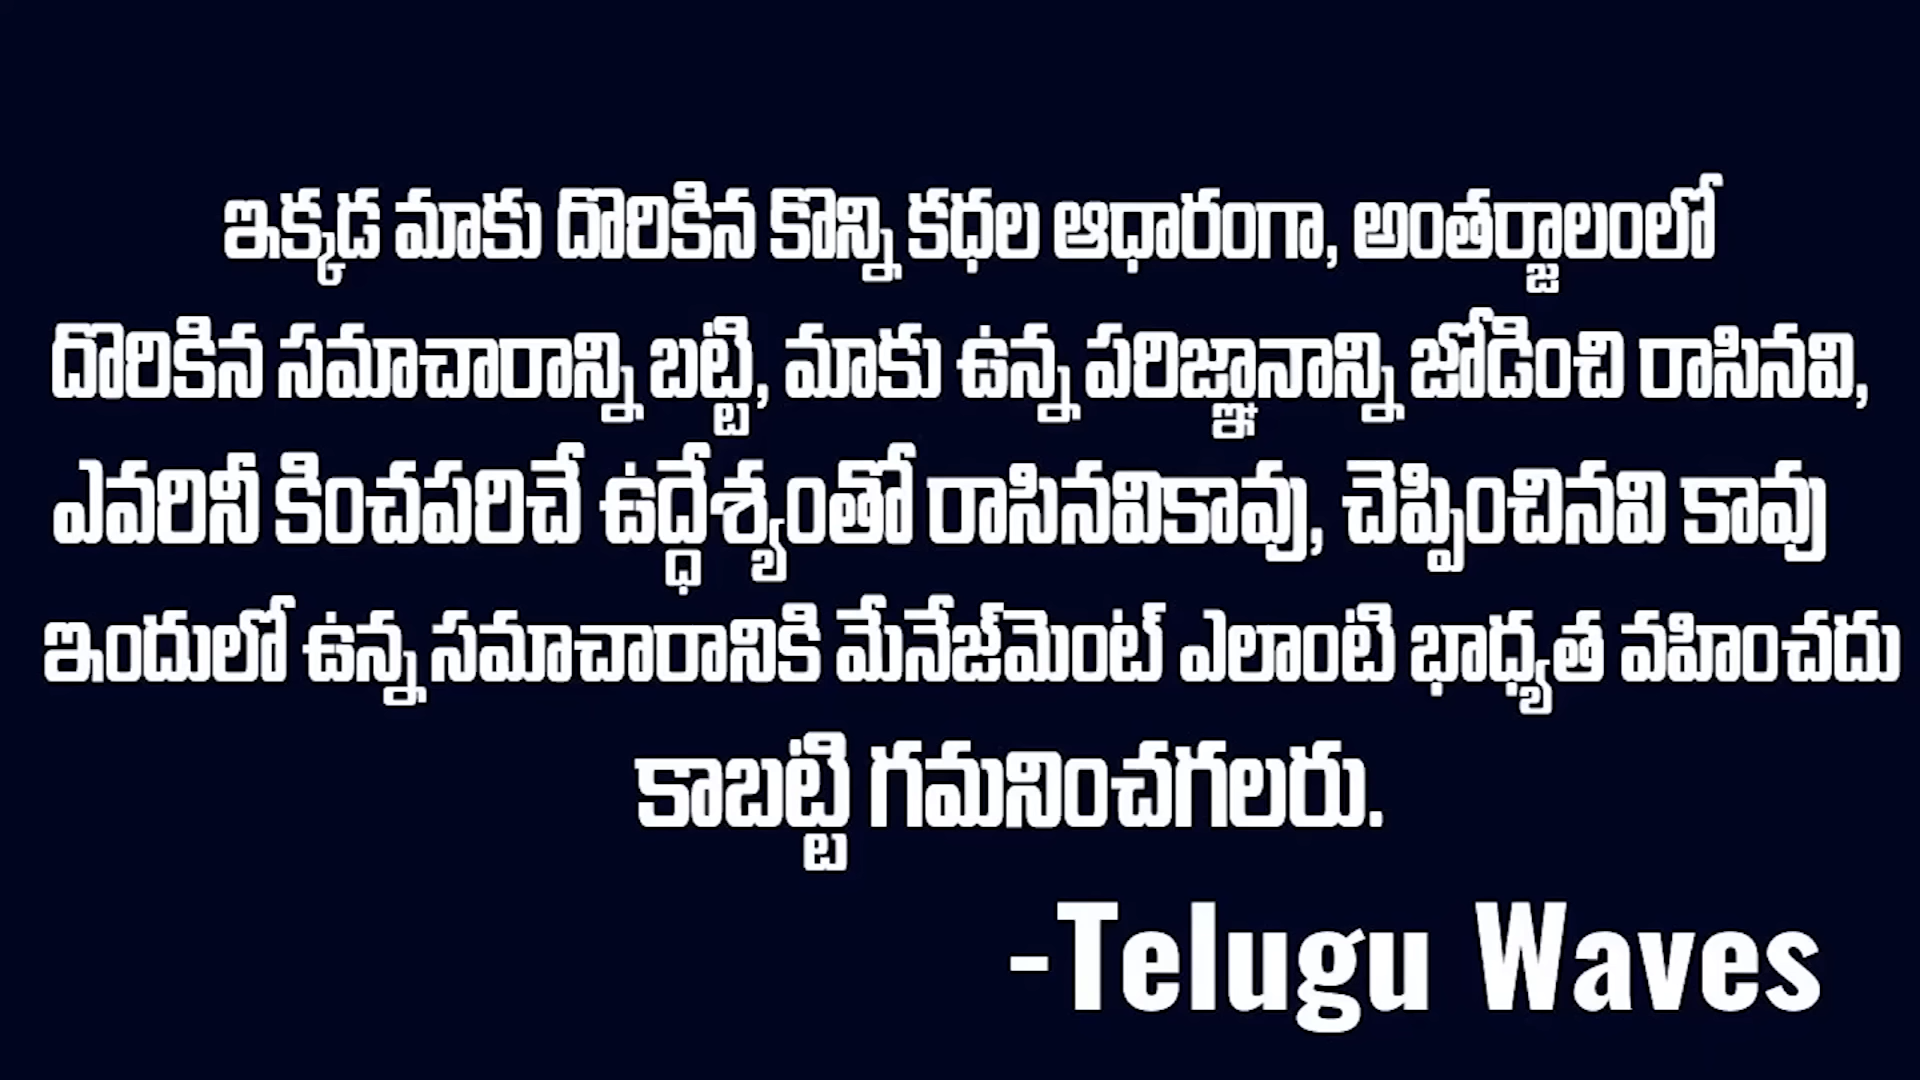 ఇక్కడ మాకు దొరికిన కొన్ని కధల ఆధారంగా, అంతర్జాలంలో
దొరికిన సమాచారాన్ని బట్టి, మాకు ఉన్న పరిజ్ఞానాన్ని జోడించి రాసినవి,
ఎవరినీ కించపరిచే ఉద్ధేశ్యంతో రాసినవికావు, చెప్పించినవి కావు
ఇందులో ఉన్న సమాచారానికి మేనేజ్‌మెంట్ ఎలాంటి భాధ్యత వహించదు
కాబట్టి గమనించగలరు.
-Telugu Waves